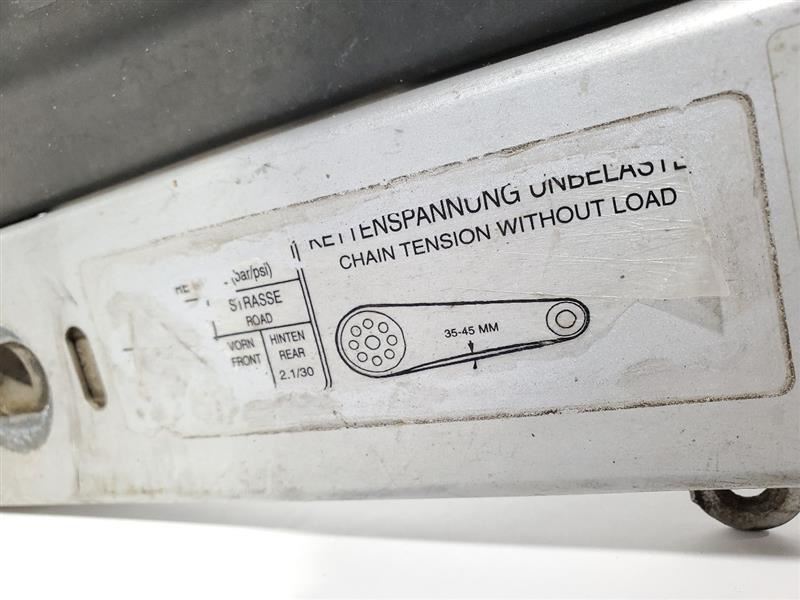 KETTENSPANNUNG UNBELASTE
CHAIN TENSION WITHOUT LOAD
(bar/psi)
STRASSE
ROAD
VORN
FRONT
HINTEN
REAR
2.1/30
35-45 MM